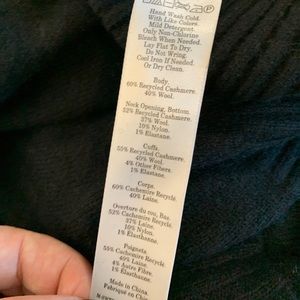 Hand Wash Cold.
With Like Colors.
Mild Detergent.
Only Non-Chlorine
Bleach When Needed.
Lay Flat To Dry.
Do Not Wring.
Cool Iron If Needed
Or Dry Clean.
Body.
60% Recycled Cashmere.
40% Wool.
Neck Opening, Bottom.
52% Recycled Cashmere.
37% Wool.
10% Nylon.
1% Elastane.
Cuffs.
55% Recycled Cashmere.
40% Wool.
4% Other Fibers.
1% Elastane.
Corps.
60% Cachemire Recyclé.
40% Laine.
Overture du cou, Bas.
52% Cachemire Recyclé.
37% Laine.
10% Nylon.
1% Élasthanne.
Poignets
55% Cachemire Recyclé.
40% Laine.
4% Autre Fibre.
1% Élasthanne.
Made in China
Fabriqué en Chine